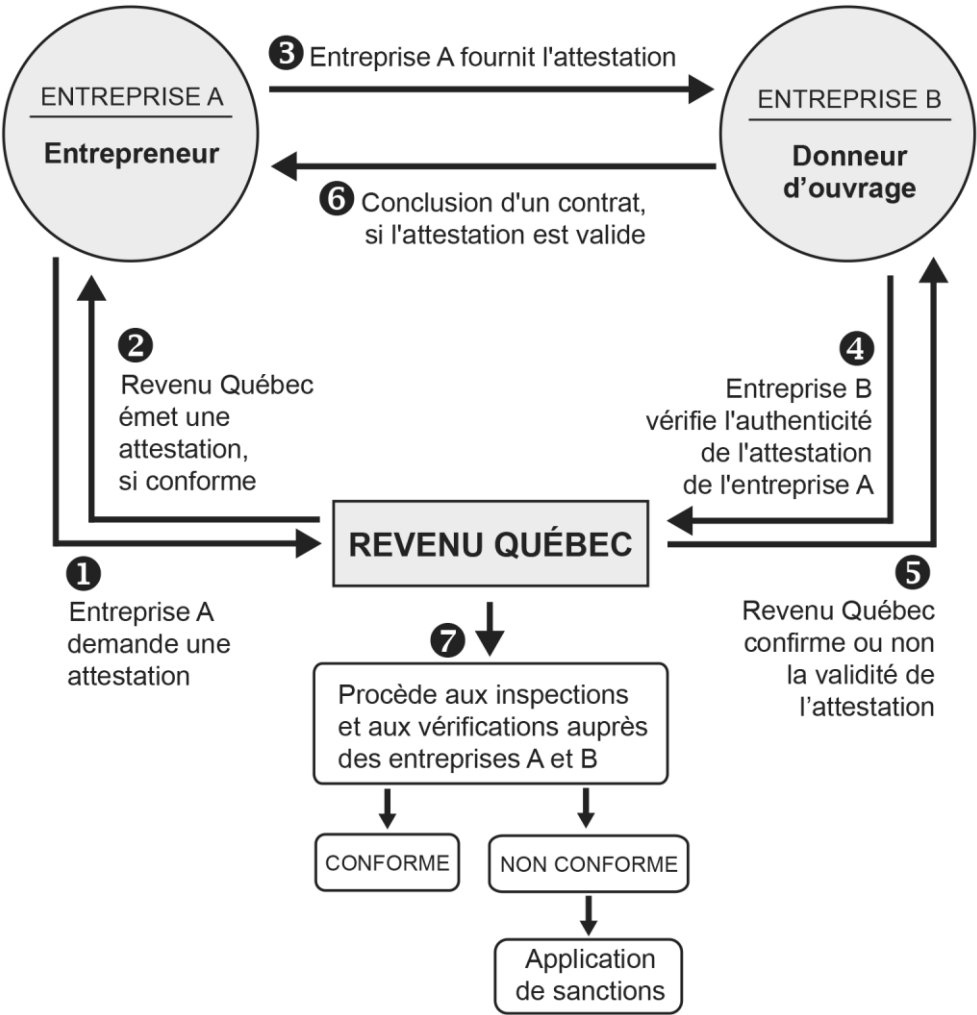 ❸ Entreprise A fournit l'attestation
ENTREPRISE A
Entrepreneur
ENTREPRISE B
Donneur
d’ouvrage
❻ Conclusion d'un contrat,
si l'attestation est valide
❷
Revenu Québec
émet une
attestation,
si conforme
❹
Entreprise B
vérifie l'authenticité
de l'attestation
de l'entreprise A
REVENU QUÉBEC
❶
Entreprise A
demande une
attestation
❺
Revenu Québec
confirme ou non
la validité de
l’attestation
❼
Procède aux inspections
et aux vérifications auprès
des entreprises A et B
CONFORME
NON CONFORME
Application
de sanctions